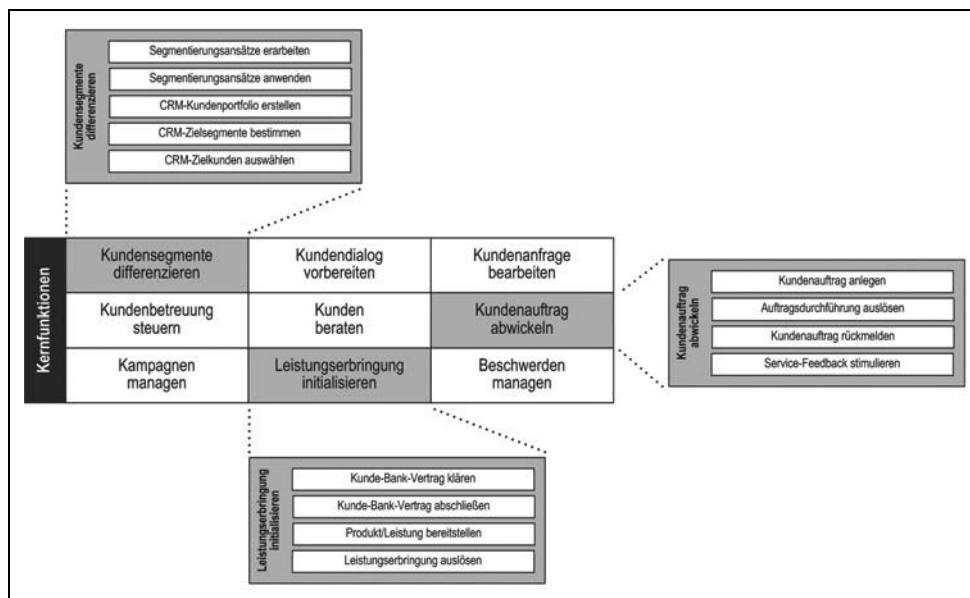 Kundensegmente
differenzieren
Segmentierungsansätze erarbeiten
Segmentierungsansätze anwenden
CRM-Kundenportfolio erstellen
CRM-Zielsegmente bestimmen
CRM-Zielkunden auswählen
Kernfunktionen
Kundensegmente
differenzieren
Kundendialog
vorbereiten
Kundenanfrage
bearbeiten
Kundenbetreuung
steuern
Kunden
beraten
Kundenauftrag
abwickeln
Kampagnen
managen
Leistungserbringung
initialisieren
Beschwerden
managen
Kundenauftrag
abwickeln
Kundenauftrag anlegen
Auftragsdurchführung auslösen
Kundenauftrag rückmelden
Service-Feedback stimulieren
Leistungserbringung
initialisieren
Kunde-Bank-Vertrag klären
Kunde-Bank-Vertrag abschließen
Produkt/Leistung bereitstellen
Leistungserbringung auslösen